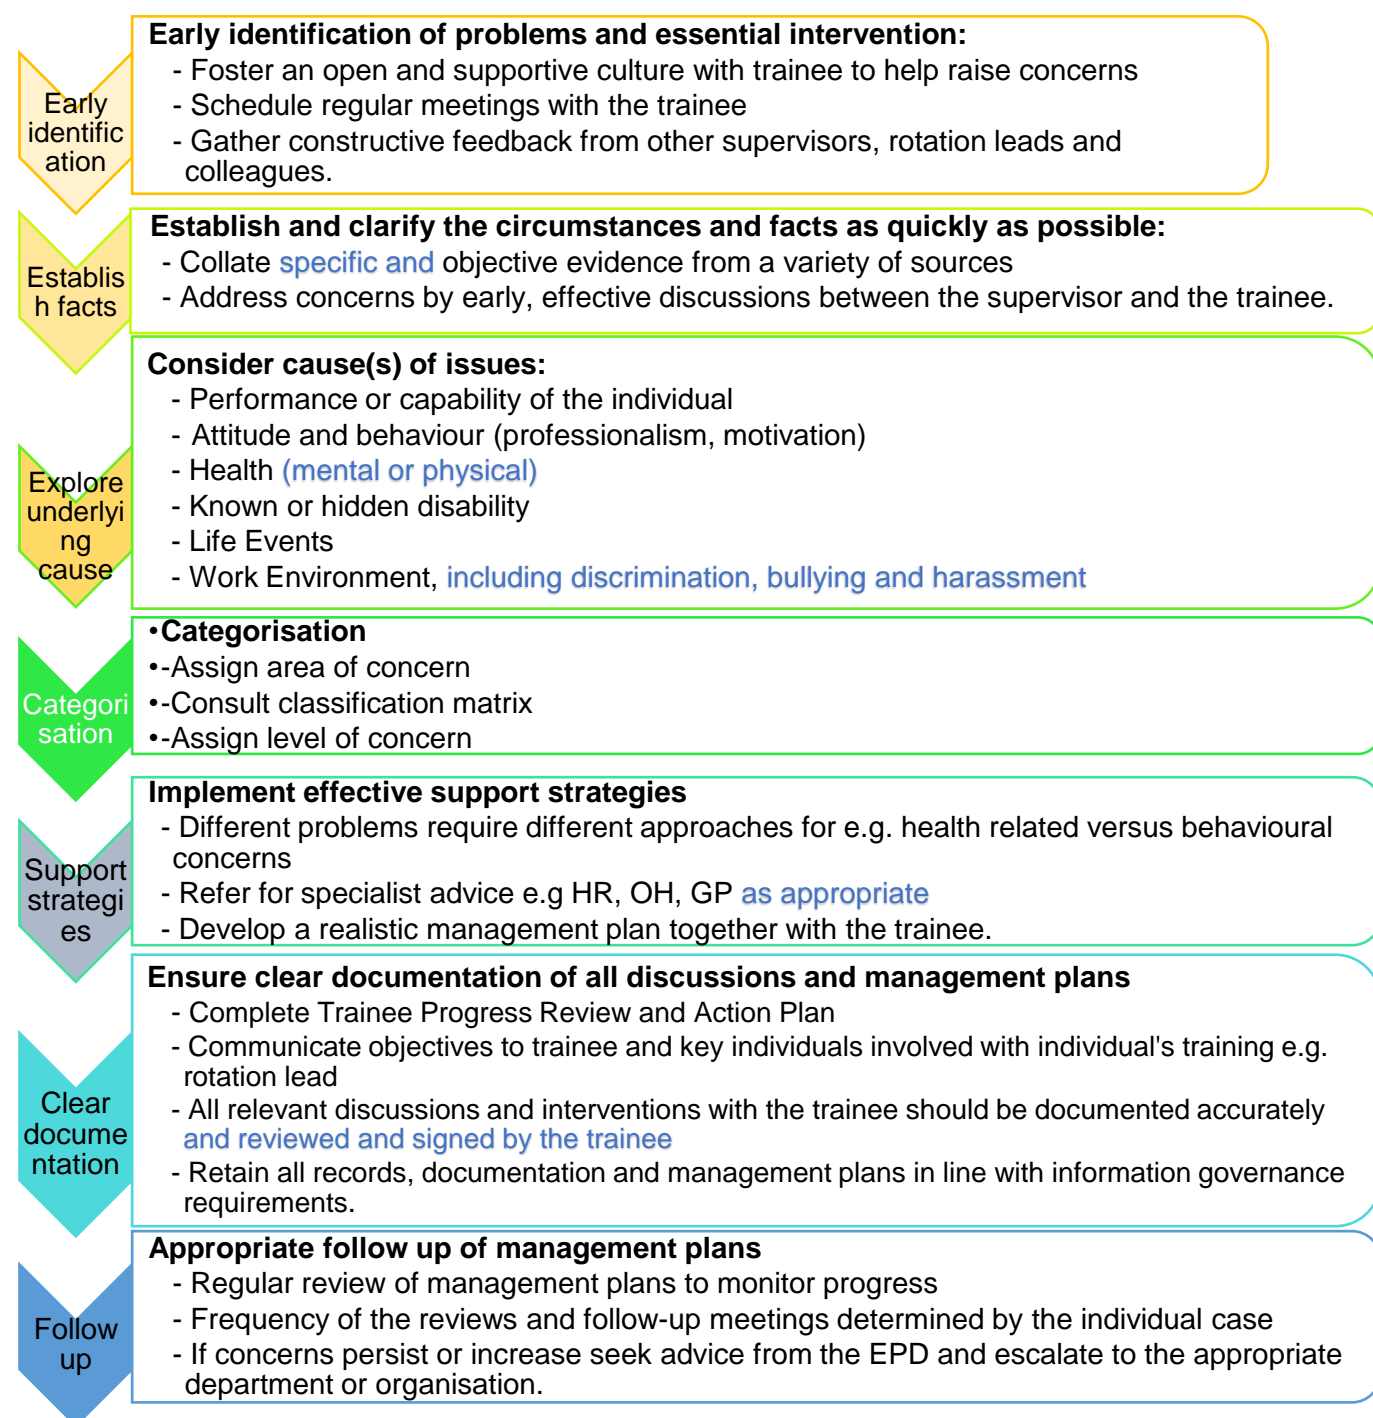 Early
identific
ation
Early identification of problems and essential intervention:
- Foster an open and supportive culture with trainee to help raise concerns
- Schedule regular meetings with the trainee
- Gather constructive feedback from other supervisors, rotation leads and
colleagues.
Establis
h facts
Establish and clarify the circumstances and facts as quickly as possible:
- Collate specific and objective evidence from a variety of sources
- Address concerns by early, effective discussions between the supervisor and the trainee.
Explore
underlyi
ng
cause
Consider cause(s) of issues:
- Performance or capability of the individual
- Attitude and behaviour (professionalism, motivation)
- Health (mental or physical)
- Known or hidden disability
- Life Events
- Work Environment, including discrimination, bullying and harassment
Categori
sation
•Categorisation
•-Assign area of concern
•-Consult classification matrix
•-Assign level of concern
Support
strategi
es
Implement effective support strategies
- Different problems require different approaches for e.g. health related versus behavioural
concerns
- Refer for specialist advice e.g HR, OH, GP as appropriate
- Develop a realistic management plan together with the trainee.
Clear
docume
ntation
Ensure clear documentation of all discussions and management plans
- Complete Trainee Progress Review and Action Plan
- Communicate objectives to trainee and key individuals involved with individual's training e.g.
rotation lead
- All relevant discussions and interventions with the trainee should be documented accurately
and reviewed and signed by the trainee
- Retain all records, documentation and management plans in line with information governance
requirements.
Follow
up
Appropriate follow up of management plans
- Regular review of management plans to monitor progress
- Frequency of the reviews and follow-up meetings determined by the individual case
- If concerns persist or increase seek advice from the EPD and escalate to the appropriate
department or organisation.